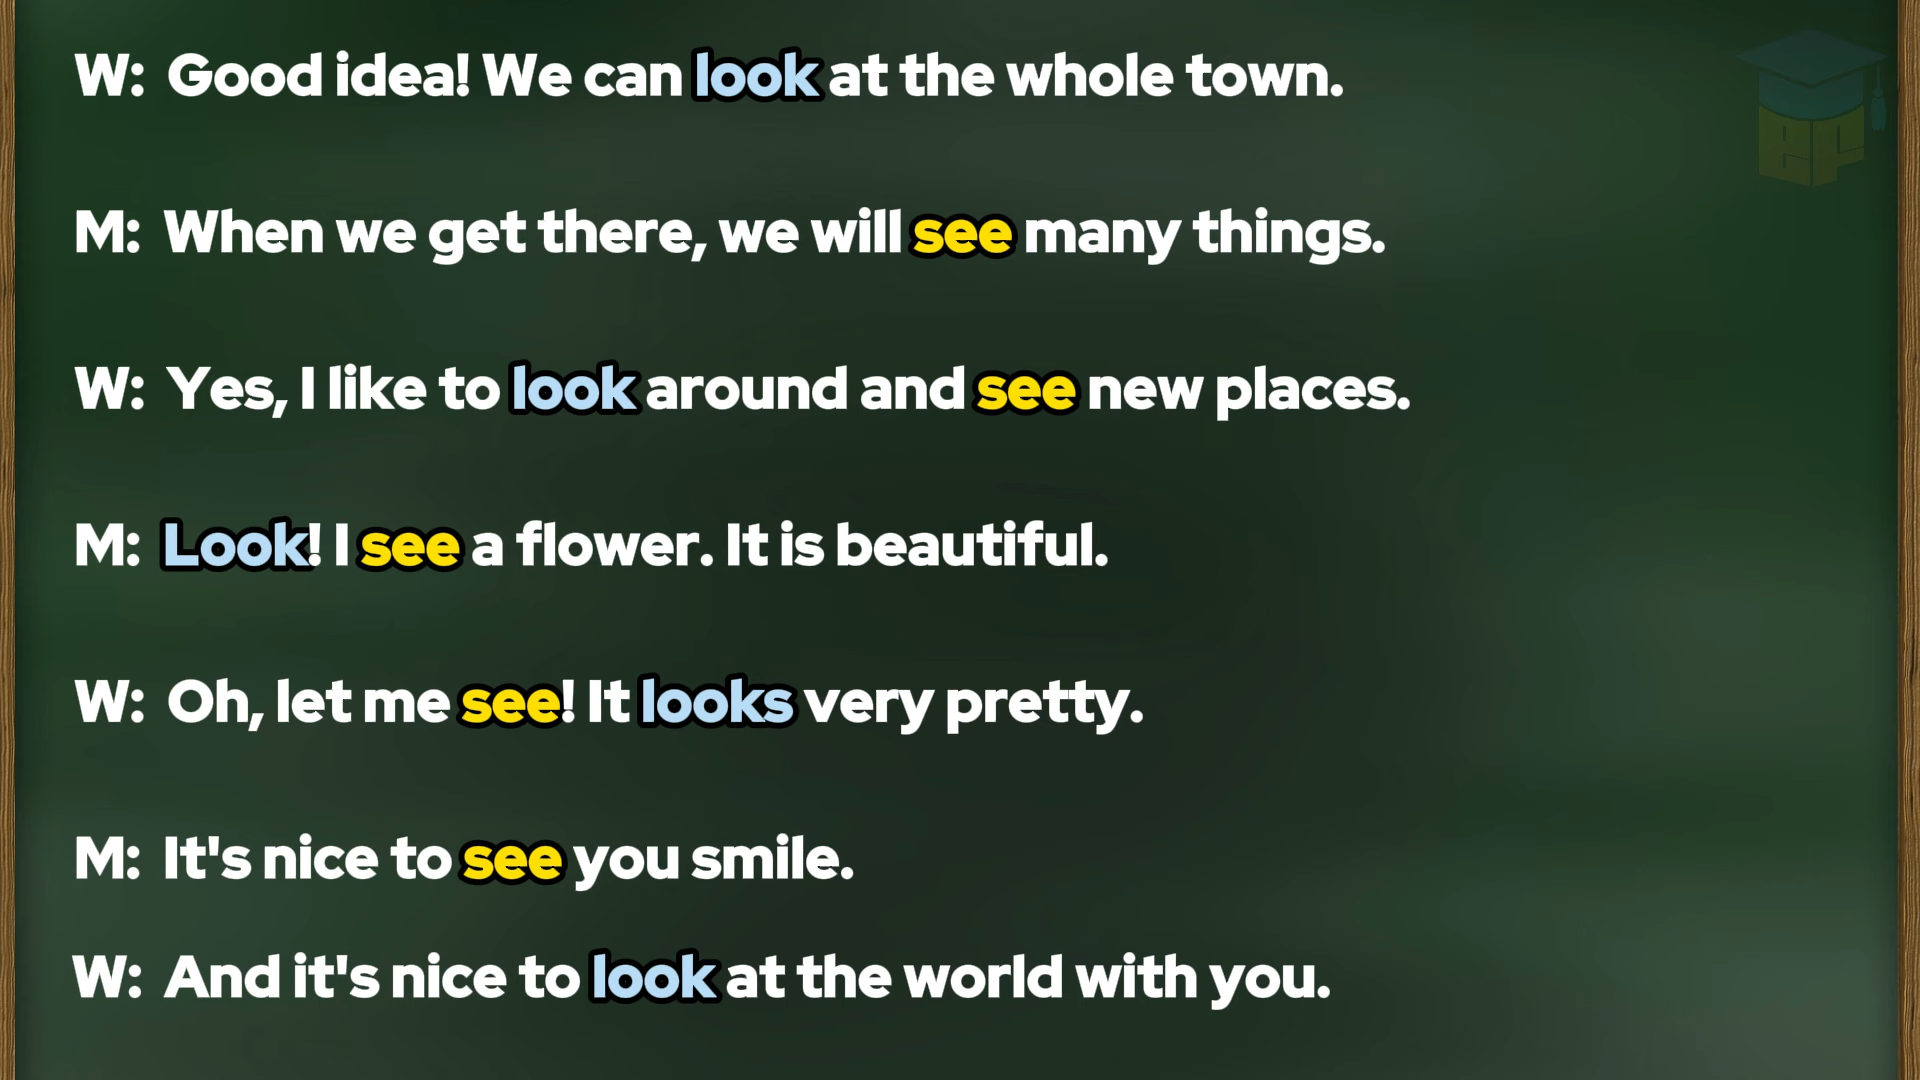 W: Good idea! We can look at the whole town.
M: When we get there, we will see many things.
W: Yes, I like to look around and see new places.
M: Look! I see a flower. It is beautiful.
W: Oh, let me see! It looks very pretty.
M: It's nice to see you smile.
W: And it's nice to look at the world with you.